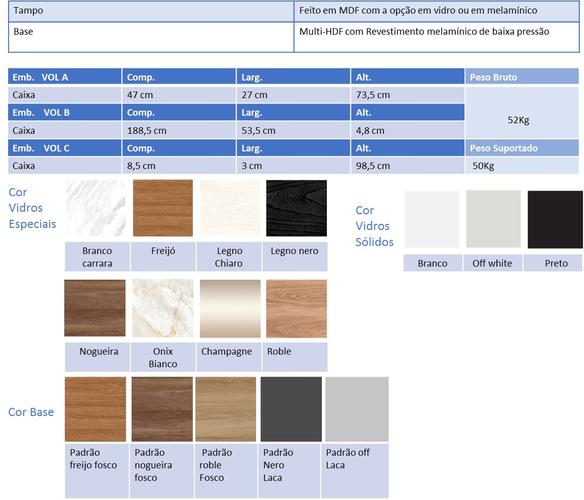 Tampo Feito em MDF com a opção em vidro ou em melamínico
Base Multi-HDF com Revestimento melamínico de baixa pressão
Emb. VOL A Comp. Larg. Alt. Peso Bruto
Caixa 47 cm 27 cm 73,5 cm
Emb. VOL B Comp. Larg. Alt.
52Kg
Caixa 188,5 cm 53,5 cm 4,8 cm
Emb. VOL C Comp. Larg. Alt. Peso Suportado
Caixa 8,5 cm 3 cm 98,5 cm 50Kg
Cor
Vidros
Especiais
Branco
carrara
Freijó
Legno
Chiaro
Legno nero
Cor
Vidros
Sólidos
Branco
Off white
Preto
Nogueira
Onix
Bianco
Champagne
Roble
Cor Base
Padrão
freijo fosco
Padrão
nogueira
fosco
Padrão
roble
Fosco
Padrão
Nero
Laca
Padrão off
Laca